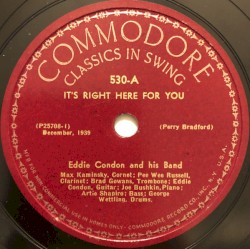 COMMODORE
CLASSICS IN SWING
530-A
IT'S RIGHT HERE FOR YOU
(P25708-1)
December, 1939
(Perry Bradford)
Eddie Condon and his Band
Max Kaminsky, Cornet; Pee Wee Russell,
Clarinet; Brad Gowans, Trombone; Eddie
Condon, Guitar; Joe Bushkin, Piano;
Artie Shapiro; Bass; George
Wettling, Drums.